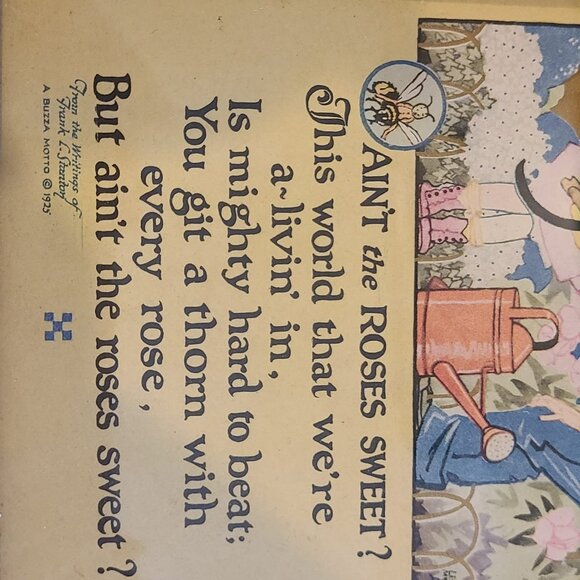 AIN'T the ROSES SWEET?
This world that we're
a-livin' in,
Is mighty hard to beat;
You git a thorn with
every rose,
But ain't the roses sweet?
From the Writings of
Frank L. Stanton
A BUZZA MOTTO © 1925